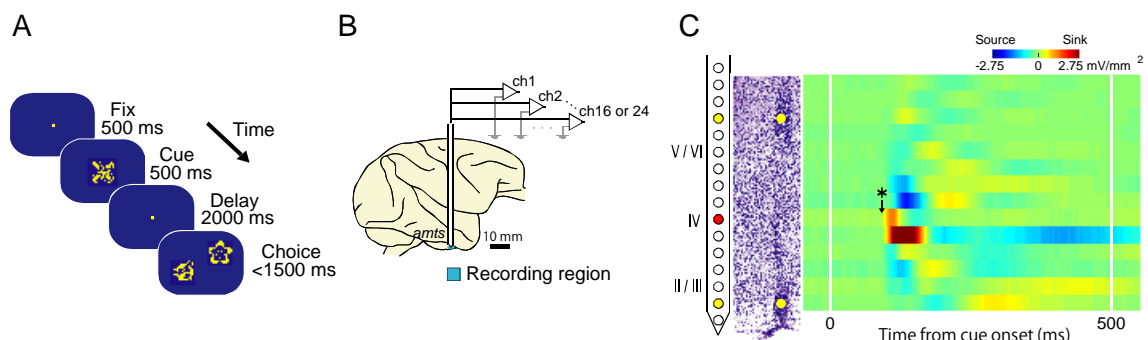 A
Fix
500 ms
Time
Cue
500 ms
Delay
2000 ms
Choice
<1500 ms
B
ch1
ch2
ch16 or 24
amts
10 mm
Recording region
C
Source
Sink
-2.75
0
2.75 mV/mm 2
V / VI
*
IV
II / III
0
500
Time from cue onset (ms)